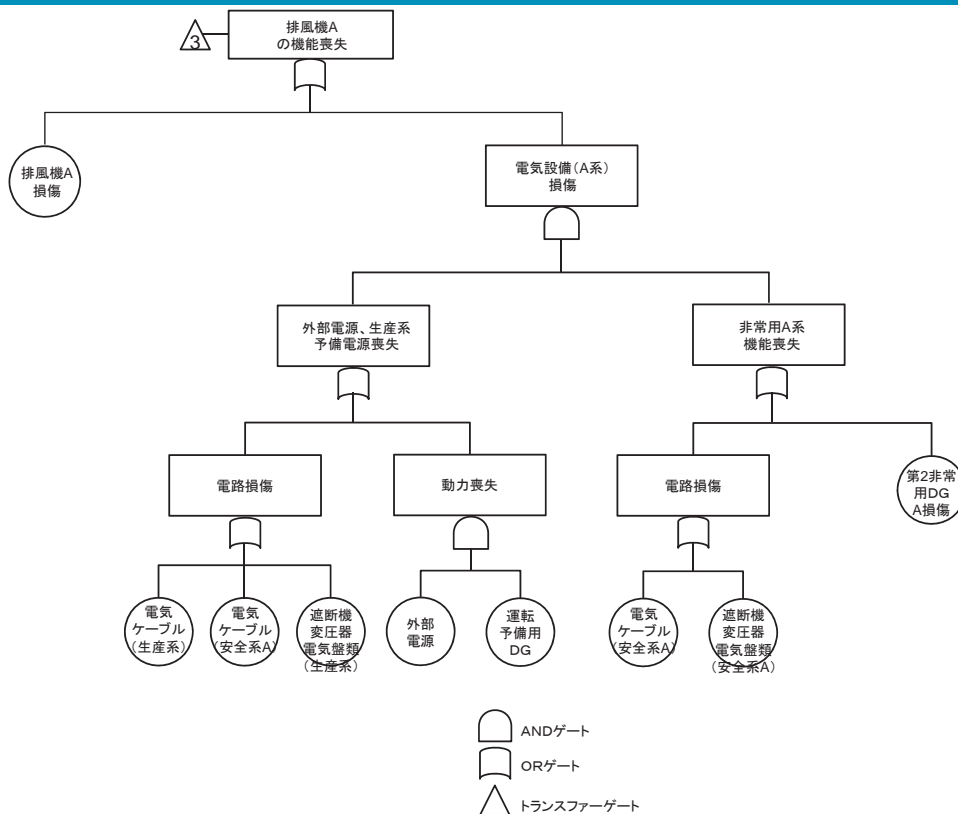 排風機A
の機能喪失
3
排風機A
損傷
電気設備(A系)
損傷
外部電源、生産系
予備電源喪失
非常用A系
機能喪失
電路損傷
動力喪失
電路損傷
第2非常
用DG
A損傷
電気
ケーブル
(生産系)
電気
ケーブル
(安全系A)
遮断機
変圧器
電気盤類
(生産系)
外部
電源
運転
予備用
DG
電気
ケーブル
(安全系A)
遮断機
変圧器
電気盤類
(安全系A)
ANDゲート
ORゲート
トランスファーゲート